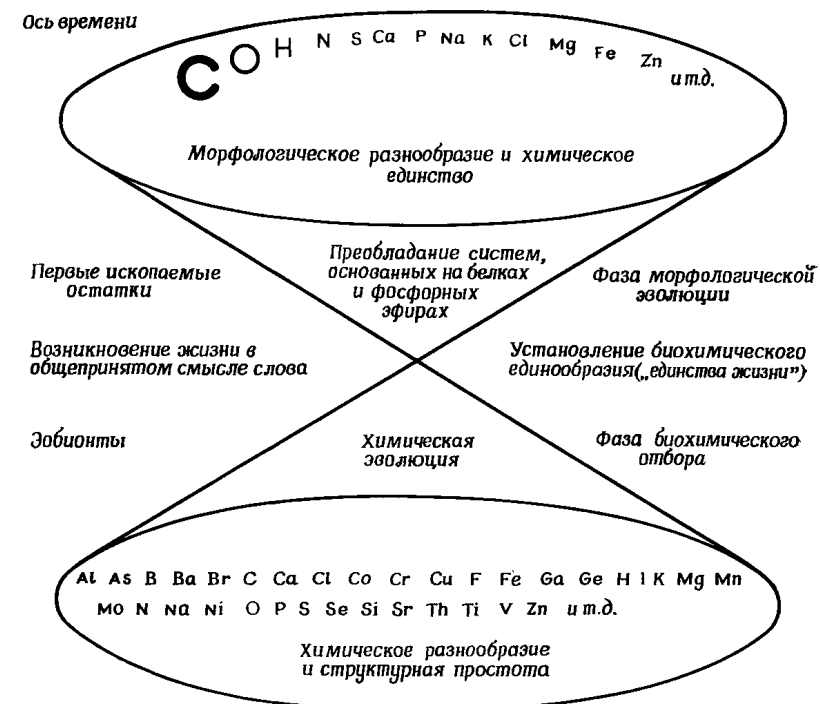 Ось времени
C O H N S Ca P Na K Cl Mg Fe Zn
и т.д.
Морфологическое разнообразие и химическое
единство
Первые ископаемые
остатки
Преобладание систем,
основанных на белках
и фосфорных
эфирах
Фаза морфологической
эволюции
Возникновение жизни в
общепринятом смысле слова
Установление биохимического
единообразия(„единства жизни”)
Эобионты
Химическая
эволюция
Фаза биохимического
отбора
Al As B Ba Br C Ca Cl Co Cr Cu F Fe Ga Ge H I K Mg Mn
Mo N Na Ni O P S Se Si Sr Th Ti V Zn и т.д.
Химическое разнообразие
и структурная простота